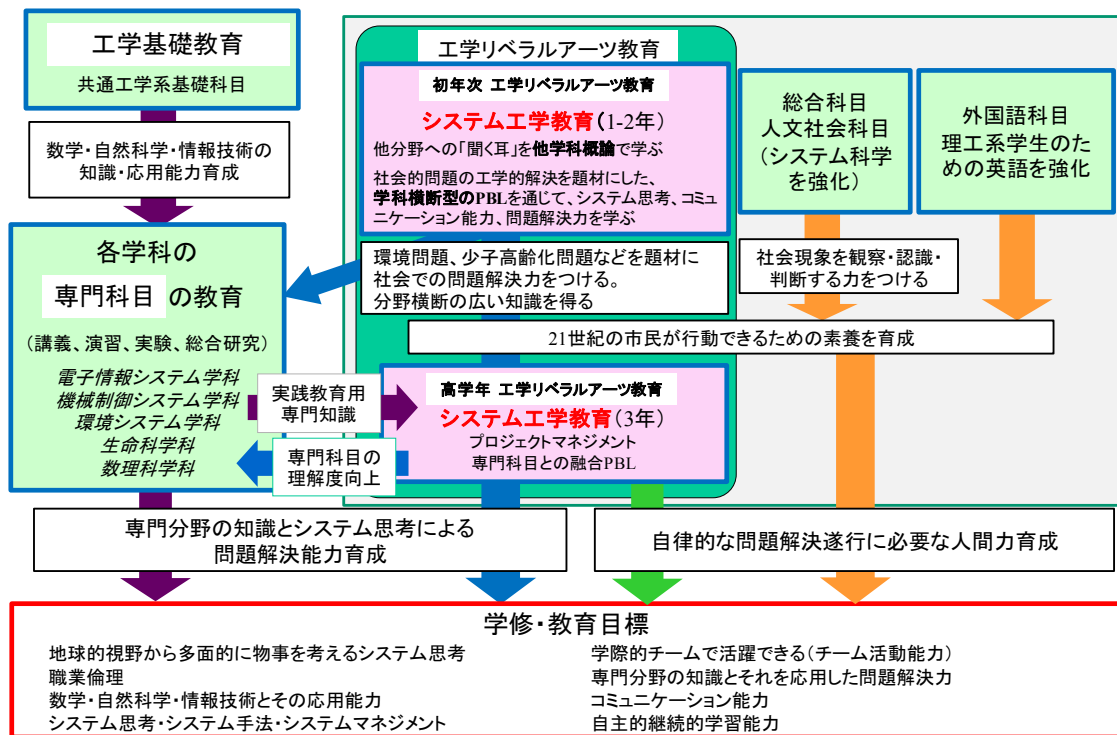 工学基礎教育
共通工学系基礎科目
数学・自然科学・情報技術の
知識・応用能力育成
各学科の
専門科目 の教育
（講義、演習、実験、総合研究）
電子情報システム学科
機械制御システム学科
環境システム学科
生命科学科
数理科学科
工学リベラルアーツ教育
初年次 工学リベラルアーツ教育
システム工学教育（1-2年）
他分野への「聞く耳」を他学科概論で学ぶ
社会的問題の工学的解決を題材にした、
学科横断型のPBLを通じて、システム思考、コミュ
ニケーション能力、問題解決力を学ぶ
環境問題、少子高齢化問題などを題材に
社会での問題解決力をつける。
分野横断の広い知識を得る
総合科目
人文社会科目
（システム科学
を強化）
外国語科目
理工系学生のた
めの英語を強化
社会現象を観察・認識・
判断する力をつける
21世紀の市民が行動できるための素養を育成
実践教育用
専門知識
専門科目の
理解度向上
高学年 工学リベラルアーツ教育
システム工学教育（3年）
プロジェクトマネジメント
専門科目との融合PBL
専門分野の知識とシステム思考による
問題解決能力育成
自律的な問題解決遂行に必要な人間力育成
学修・教育目標
地球的視野から多面的に物事を考えるシステム思考
職業倫理
数学・自然科学・情報技術とその応用能力
システム思考・システム手法・システムマネジメント
学際的チームで活躍できる（チーム活動能力）
専門分野の知識とそれを応用した問題解決力
コミュニケーション能力
自主的継続的学習能力